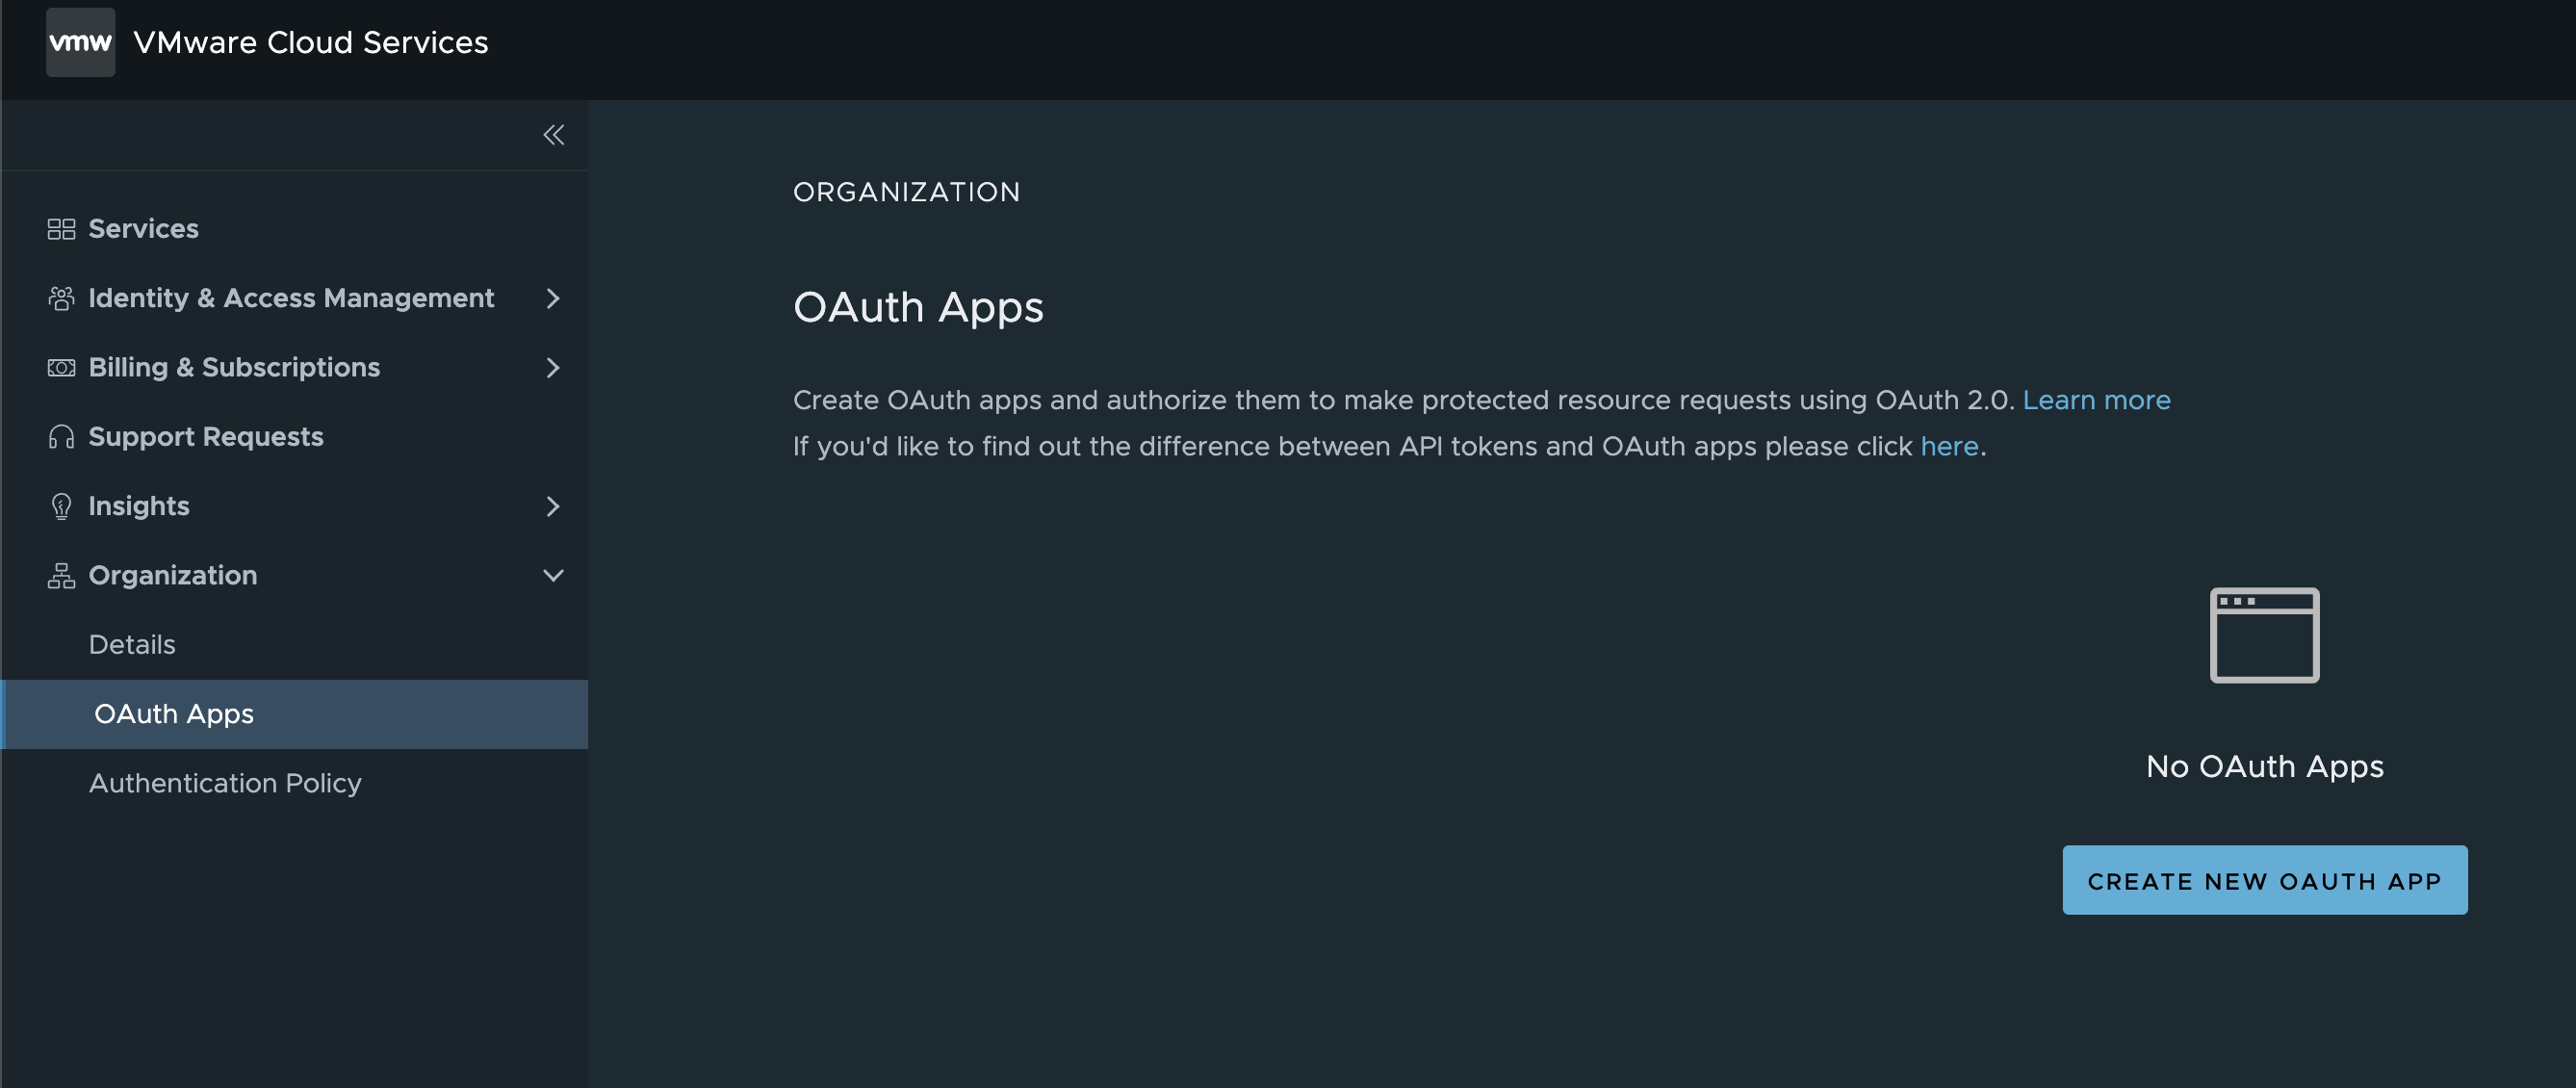 vmw VMware Cloud Services
Services
Identity & Access Management
Billing & Subscriptions
Support Requests
Insights
Organization
Details
OAuth Apps
Authentication Policy
ORGANIZATION
OAuth Apps
Create OAuth apps and authorize them to make protected resource requests using OAuth 2.0. Learn more
If you'd like to find out the difference between API tokens and OAuth apps please click here.
No OAuth Apps
CREATE NEW OAUTH APP